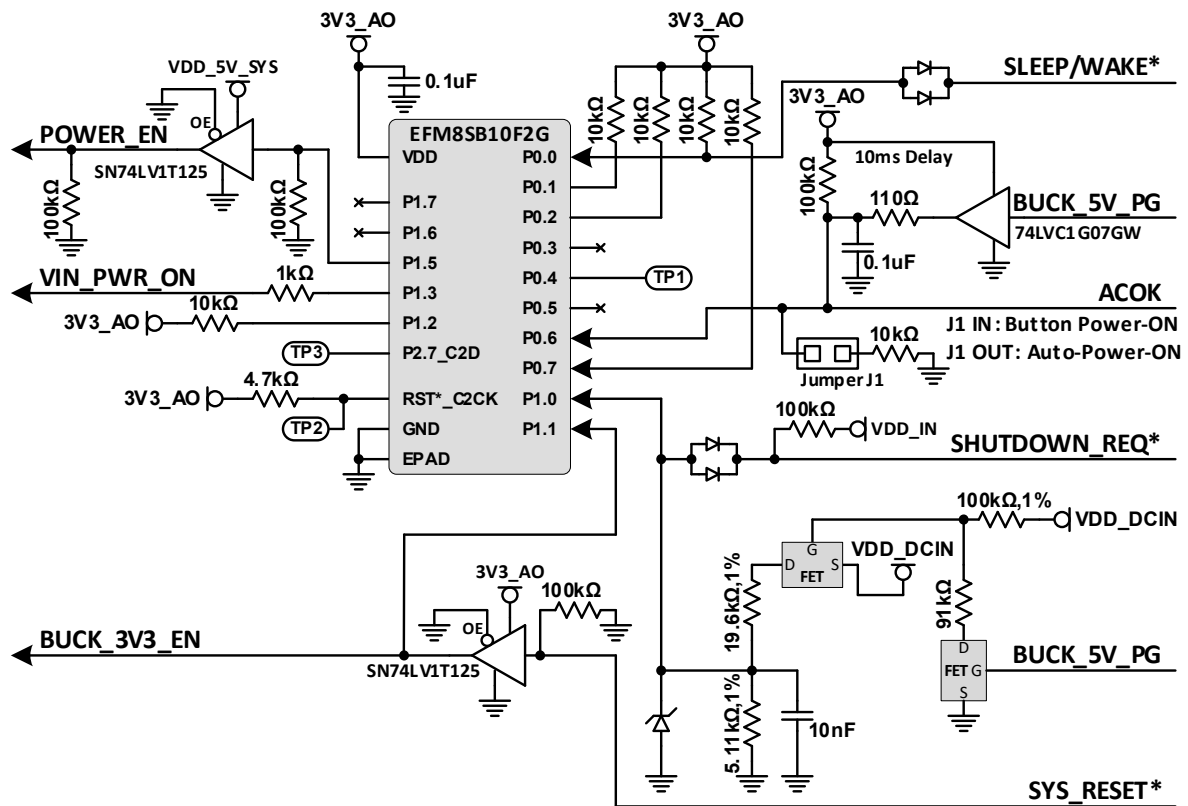 3V3_AO
3V3_AO
VDD_5V_SYS
0.1uF
SLEEP/WAKE*
3V3_AO
10kΩ
10kΩ
10kΩ
10kΩ
OE
EFM8SB10F2G
POWER_EN
VDD
P0.0
10ms Delay
SN74LV1T125
P0.1
100kΩ
100kΩ
100kΩ
110Ω
BUCK_5V_PG
P1.7
P0.2
74LVC1G07GW
P1.6
P0.3
0.1uF
P1.5
P0.4
TP1
VIN_PWR_ON
1kΩ
P1.3
P0.5
ACOK
10kΩ
3V3_AO
P1.2
P0.6
J1 IN: Button Power-ON
10kΩ
TP3
P2.7_C2D
P0.7
J1 OUT: Auto-Power-ON
Jumper J1
4.7kΩ
3V3_AO
RST*_C2CK
P1.0
100kΩ
TP2
GND
P1.1
VDD_IN
EPAD
SHUTDOWN_REQ*
100kΩ,1%
VDD_DCIN
G
D
S
FET
VDD_DCIN
3V3_AO
100kΩ
19.6kΩ,1%
91kΩ
OE
BUCK_3V3_EN
SN74LV1T125
D
FET G
S
BUCK_5V_PG
5.11kΩ,1%
10nF
SYS_RESET*